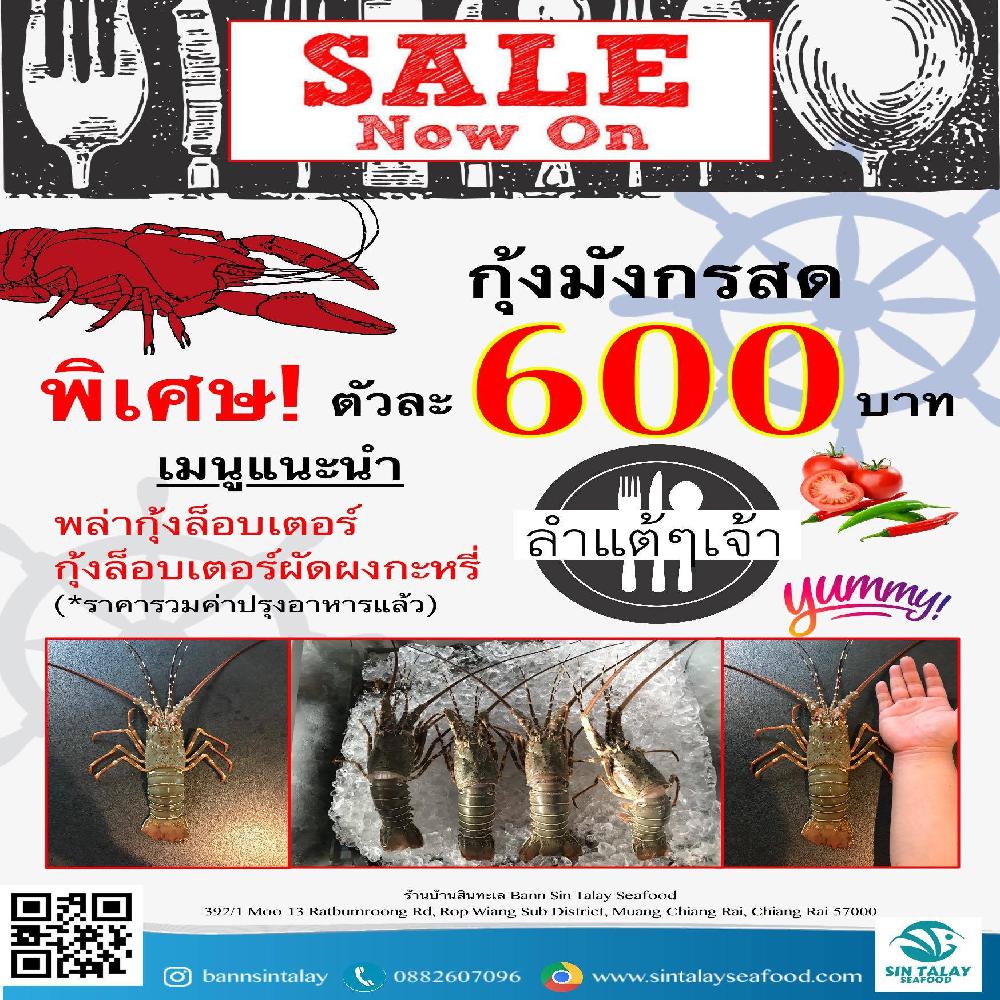 SALE
Now On
กุ้งมังกรสด
พิเศษ! ตัวละ 600 บาท
เมนูแนะนำ
พล่ากุ้งล็อบเตอร์
กุ้งล็อบเตอร์ผัดผงกะหรี่
(*ราคารวมค่าปรุงอาหารแล้ว)
ลำแต้ๆเจ้า
yummy!
ร้านบ้านสินทะเล Bann Sin Talay Seafood
392/1 Moo 13 Ratbumroong Rd, Rop Wiang Sub District, Muang Chiang Rai, Chiang Rai 57000
bannsintalay 0882607096 www.sintalayseafood.com
SIN TALAY
SEAFOOD